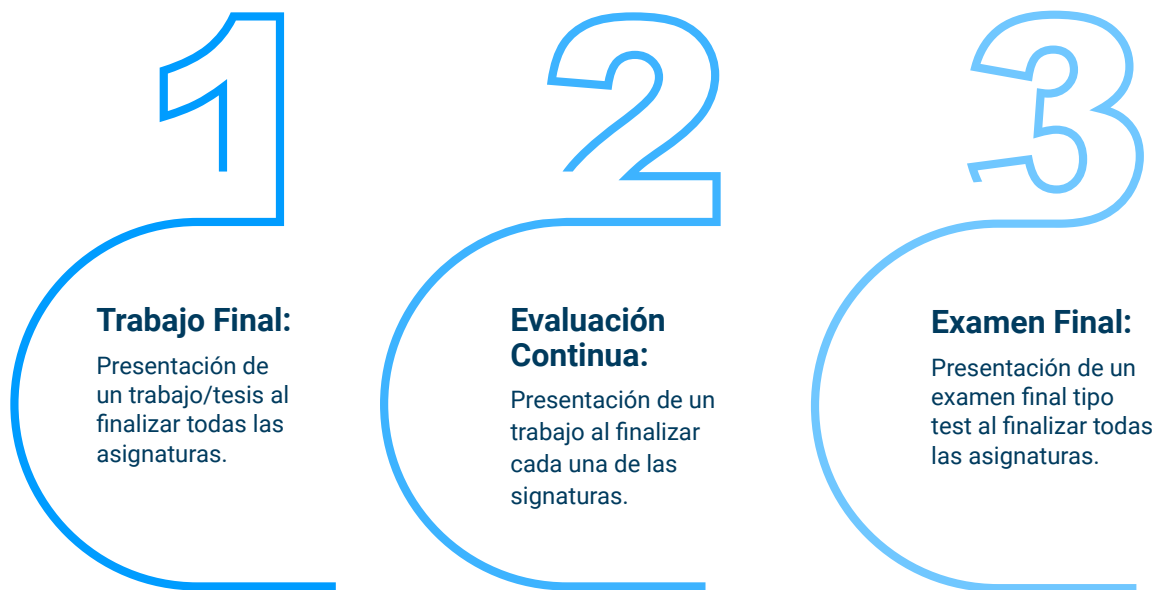 1
Trabajo Final:
Presentación de
un trabajo/tesis al
finalizar todas las
asignaturas.
2
Evaluación
Continua:
Presentación de un
trabajo al finalizar
cada una de las
signaturas.
3
Examen Final:
Presentación de un
examen final tipo
test al finalizar todas
las asignaturas.